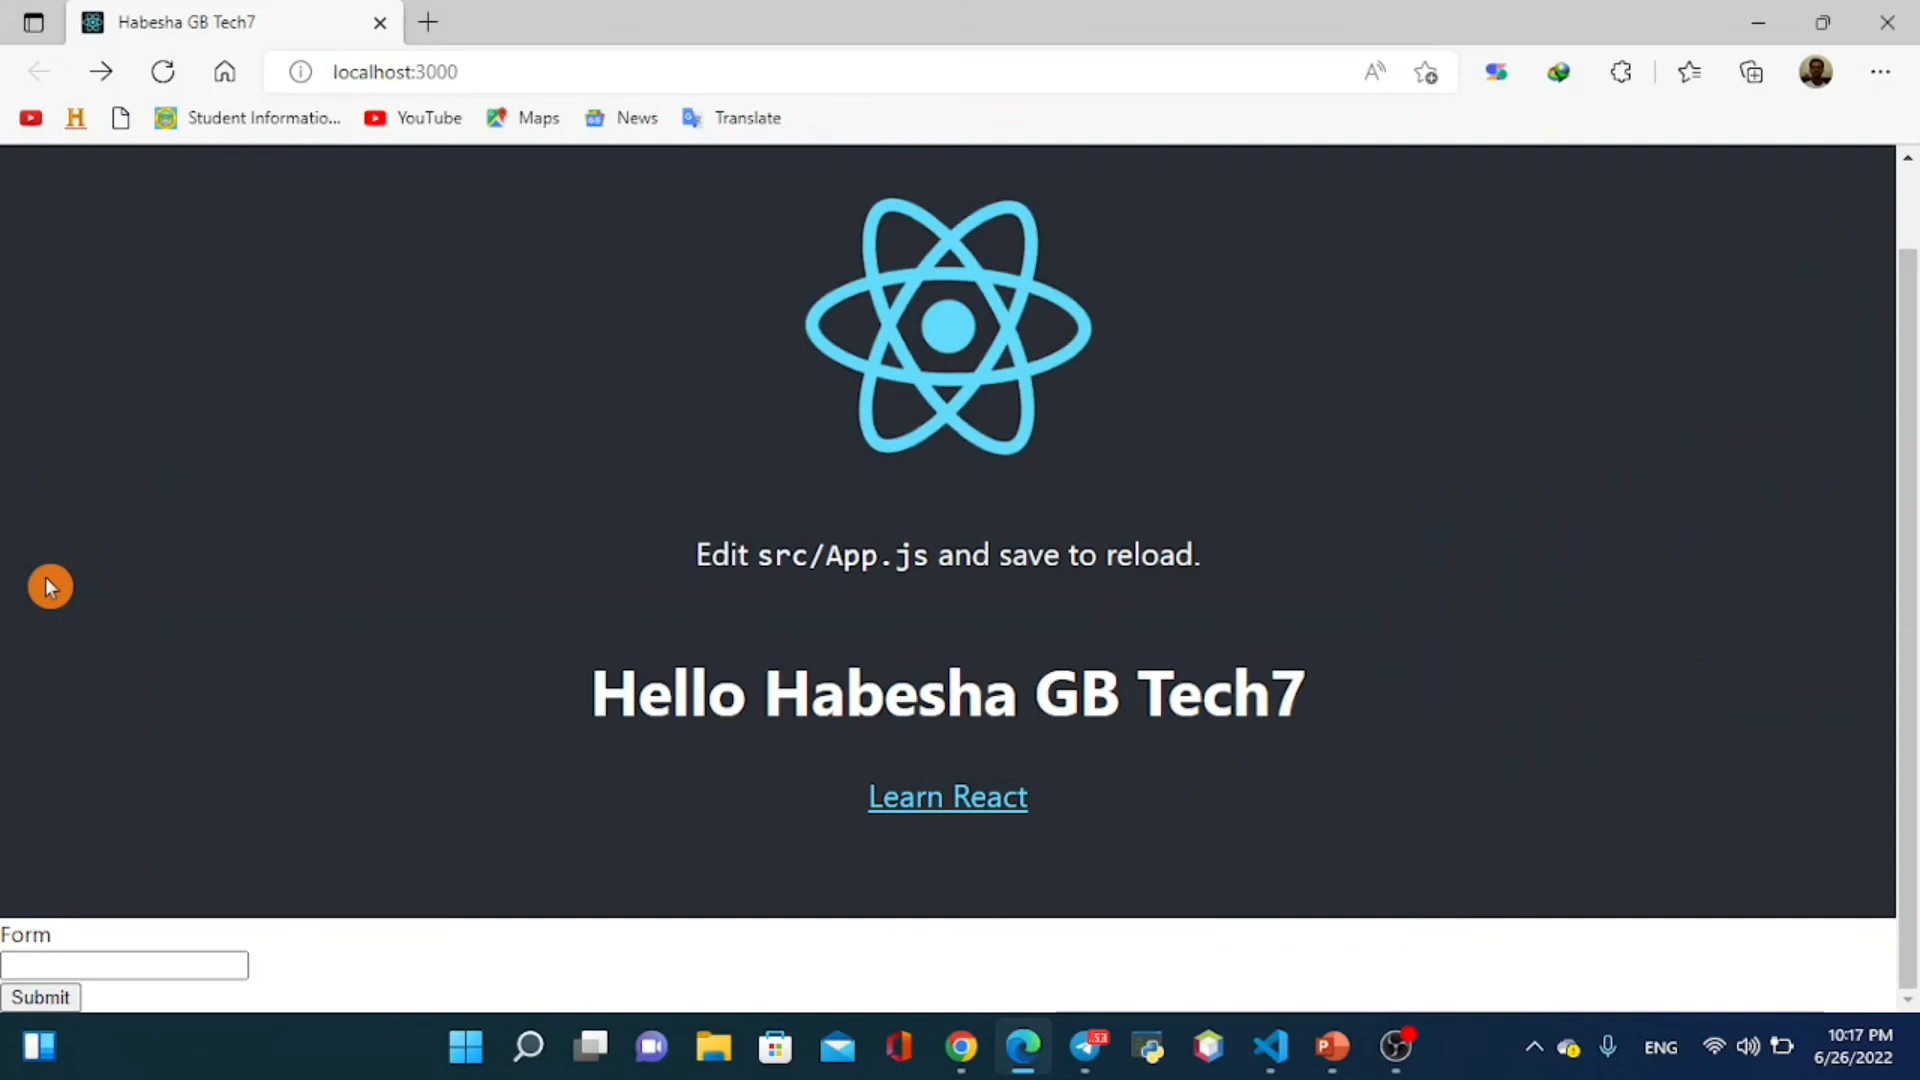 Habesha GB Tech7
localhost:3000
H Student Informatio... YouTube Maps News Translate
Edit src/App.js and save to reload.
Hello Habesha GB Tech7
Learn React
Form
Submit
53
ENG
10:17 PM
6/26/2022